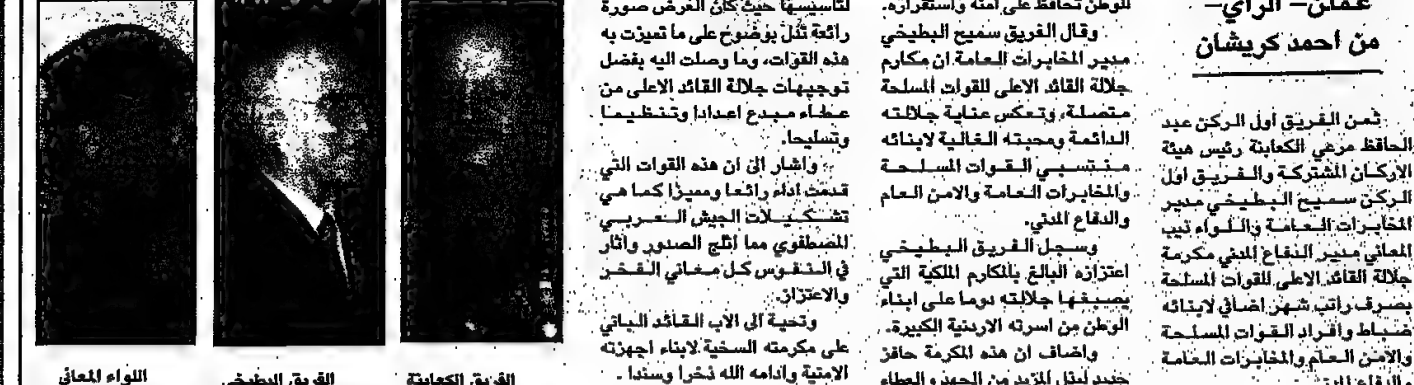 عمان – الرأي –
من أحمد كريشان
ثمن الفريق اول الركن عبد
الحافظ مرعي الكعابنة رئيس هيئة
الاركان المشتركة والفريق اول
الركن سميح البطيخي مدير
المخابرات العامة واللواء
المعاني مدير الدفاع المدني مكرمة
جلالة القائد الاعلى للقوات المسلحة
بصرف راتب شهر اضافي لابنائه
ضباط وافراد القوات المسلحة
والامن العام والمخابرات العامة
للوطن تحافظ على امنه واستقراره.
وقال الفريق سميح البطيخي
مدير المخابرات العامة ان مكارم
جلالة القائد الاعلى للقوات المسلحة
متصلة، وتعكس عناية جلالته
الدائمة ومحبته الغالية لابنائه
منتسبي القوات المسلحة
والمخابرات العامة والامن العام
والدفاع المدني.
وسجل الفريق البطيخي
اعتزازه البالغ بالمكارم الملكية التي
يصبغها جلالته دوما على ابناء
الوطن من اسرته الاردنية الكبيرة.
واضاف ان هذه المكرمة حافز
جديد لبذل المزيد من الجهد والعطاء
لتأسيسها حيث كان العرض صورة
رائعة تدل بوضوح على ما تميزت به
هذه القوات، وما وصلت اليه بفضل
توجيهات جلالة القائد الاعلى من
عطاء مبدع اعدادا وتنظيما
وتسليحا.
واشار الى ان هذه القوات التي
قدمت اداء رائعا ومميزا كما هي
تشكيلات الجيش العربي
المصطفوي مما اثلج الصدور واثار
في النفوس كل معاني الفخر
والاعتزاز.
وتحية الى الاب القائد الباني
على مكرمته السخية لابناء اجهزته
الامنية وادامه الله ذخرا وسندا.
الفريق الكعابنة
الفريق البطيخي
اللواء المعاني